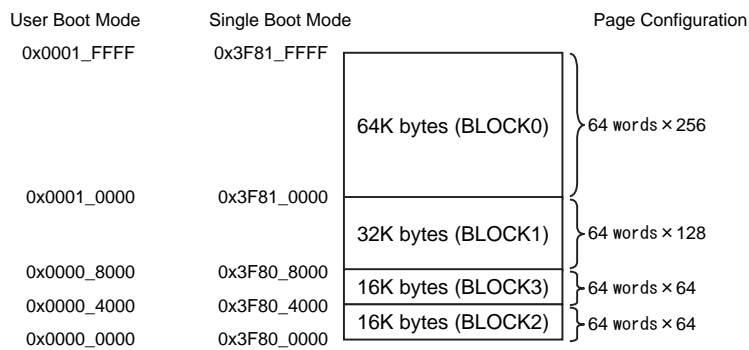 User Boot Mode Single Boot Mode Page Configuration
0x0001_FFFF 0x3F81_FFFF
64K bytes (BLOCK0) 64 words×256
0x0001_0000 0x3F81_0000
32K bytes (BLOCK1) 64 words×128
0x0000_8000 0x3F80_8000
16K bytes (BLOCK3) 64 words×64
0x0000_4000 0x3F80_4000
16K bytes (BLOCK2) 64 words×64
0x0000_0000 0x3F80_0000